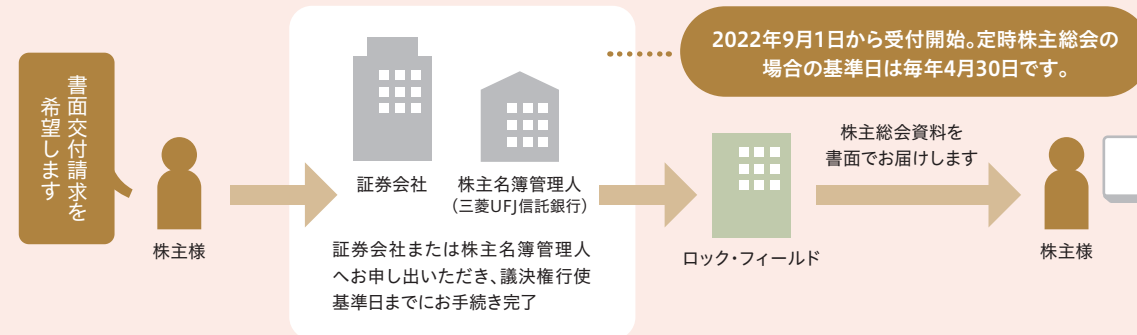 書面交付請求を
希望します
株主様
証券会社
株主名簿管理人
（三菱UFJ信託銀行）
証券会社または株主名簿管理人
へお申し出いただき、議決権行使
基準日までにお手続き完了
2022年9月1日から受付開始。定時株主総会の
場合の基準日は毎年4月30日です。
ロック・フィールド
株主総会資料を
書面でお届けします
株主様